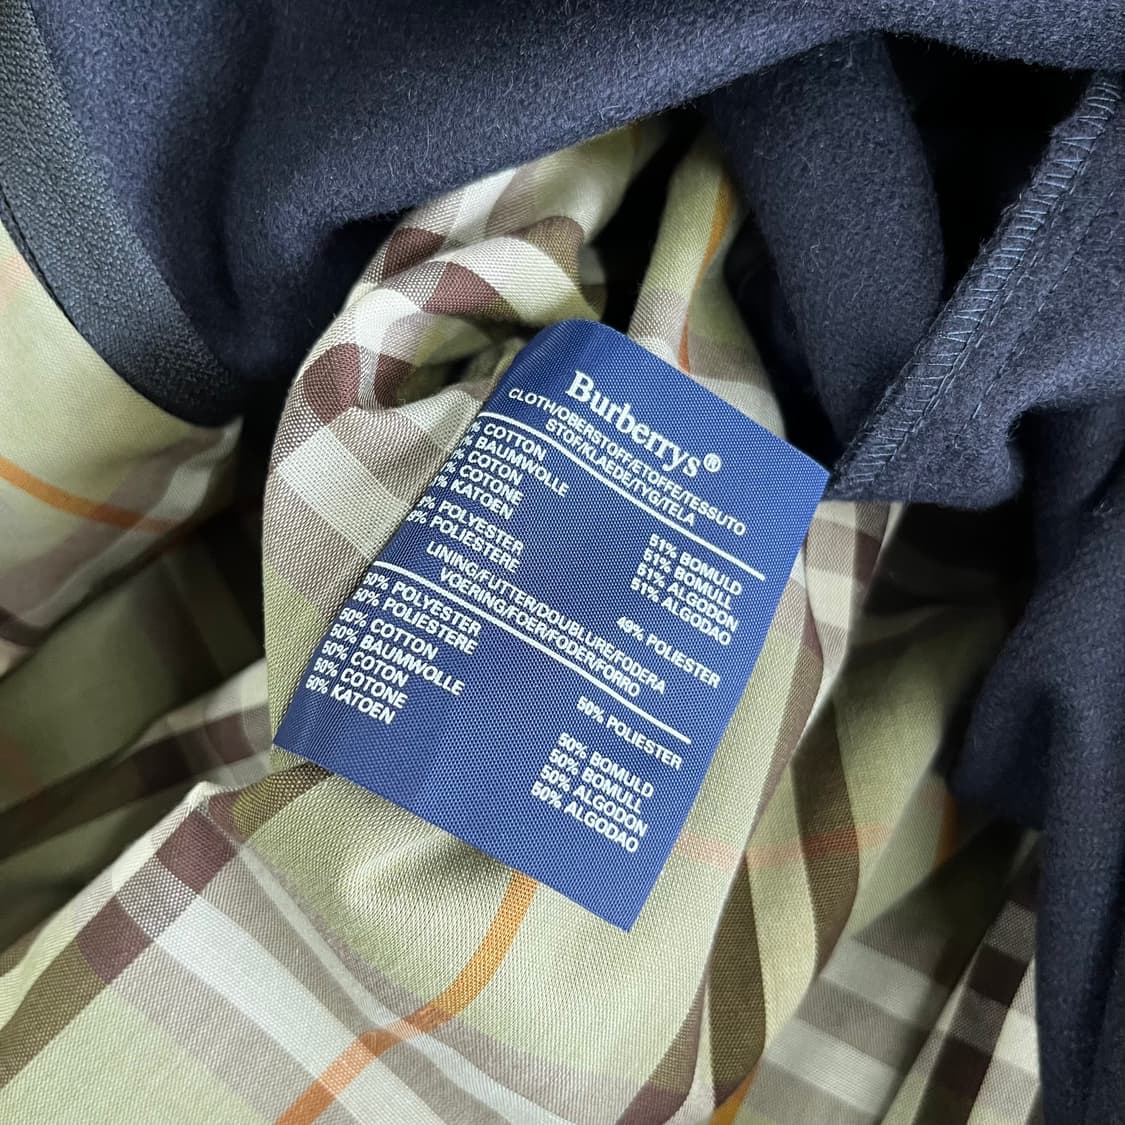 Burberrys®
CLOTH/OBERSTOFF/ETOFFE/TESSUTO
STOF/KLAEDE/TYG/TELA
% COTTON
% BAUMWOLLE
% COTON
% COTONE
% KATOEN
% POLYESTER
% POLIESTERE
51% BOMULD
51% BOMULL
51% ALGODON
51% ALGODAO
49% POLIESTER
LINING/FUTTER/DOUBLURE/FODERA
VOERING/FOER/FODER/FORRO
50% POLYESTER
50% POLIESTERE
50% COTTON
50% BAUMWOLLE
50% COTON
50% COTONE
50% KATOEN
50% POLIESTER
50% BOMULD
50% BOMULL
50% ALGODON
50% ALGODAO